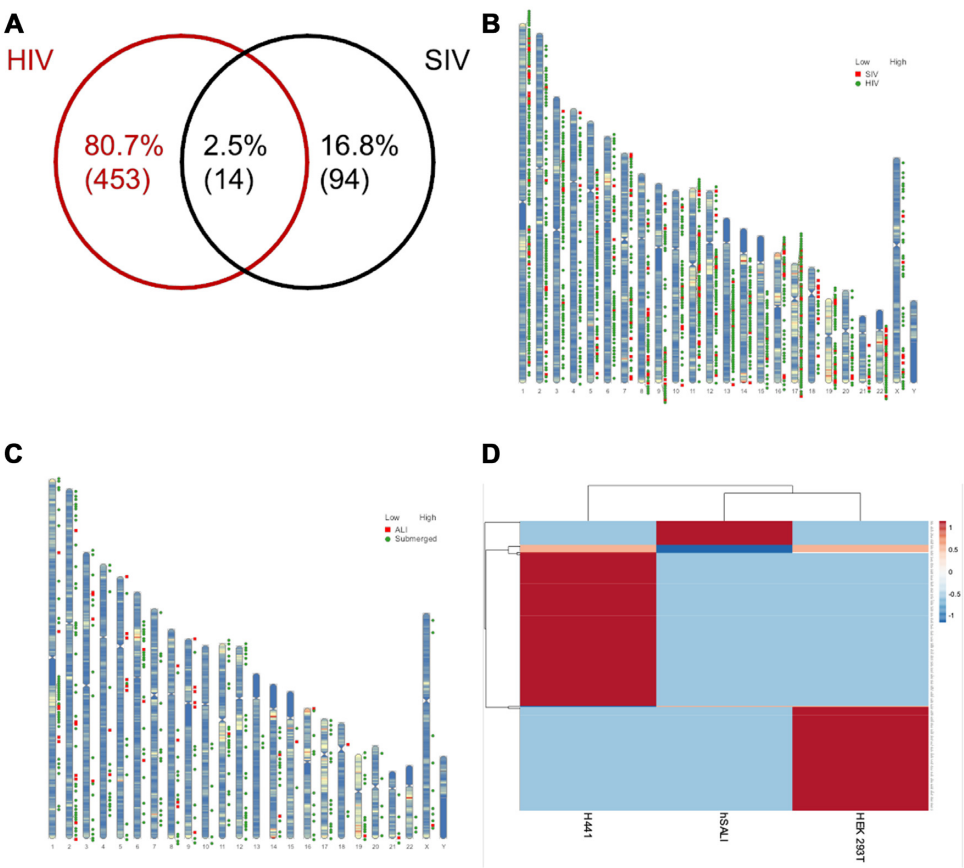 A
HIV
SIV
80.7%
(453)
2.5%
(14)
16.8%
(94)
B
Low High
SIV
HIV
1 2 3 4 5 6 7 8 9 10 11 12 13 14 15 16 17 18 19 20 21 22 X Y
C
Low High
ALI
Submerged
1 2 3 4 5 6 7 8 9 10 11 12 13 14 15 16 17 18 19 20 21 22 X Y
D
1
0.5
0
-0.5
-1
H441
hSALI
HEK 293T